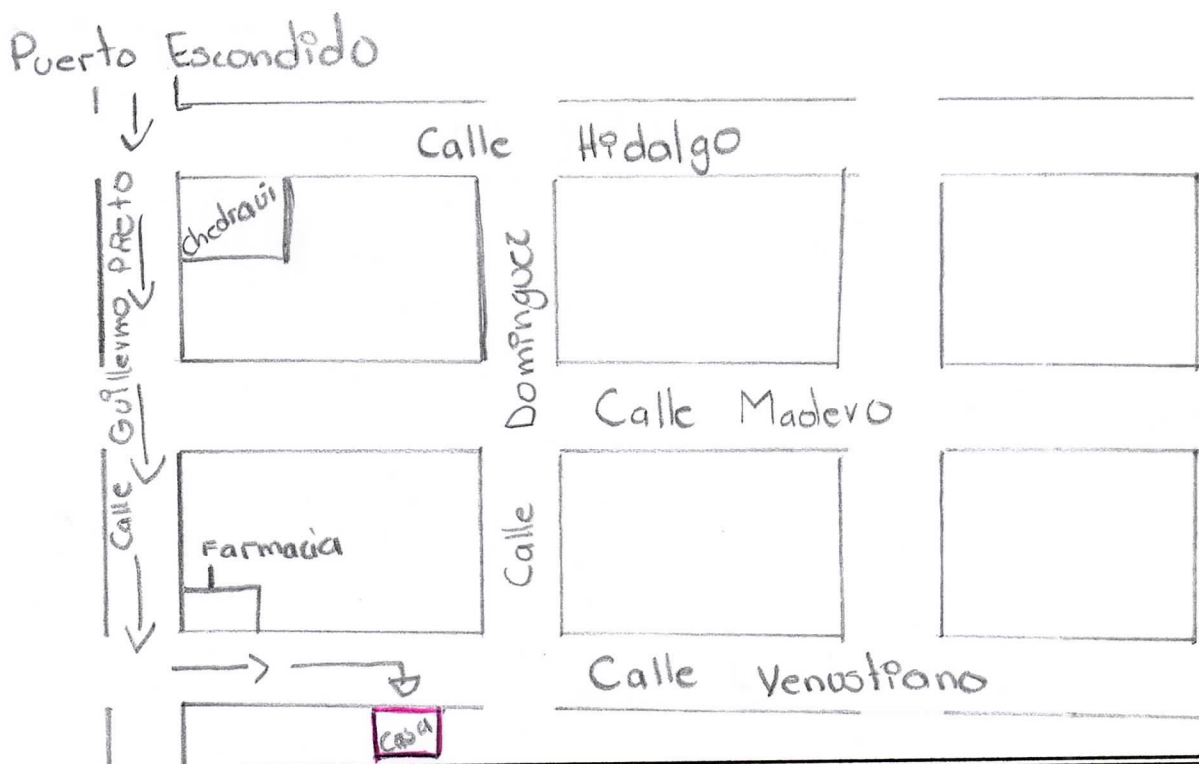 Puerto Escondido
Calle Hidalgo
Chedraui
Calle Guillermo Prieto
Calle Dominguez
Calle Madero
Farmacia
Calle Venustiano
Casa